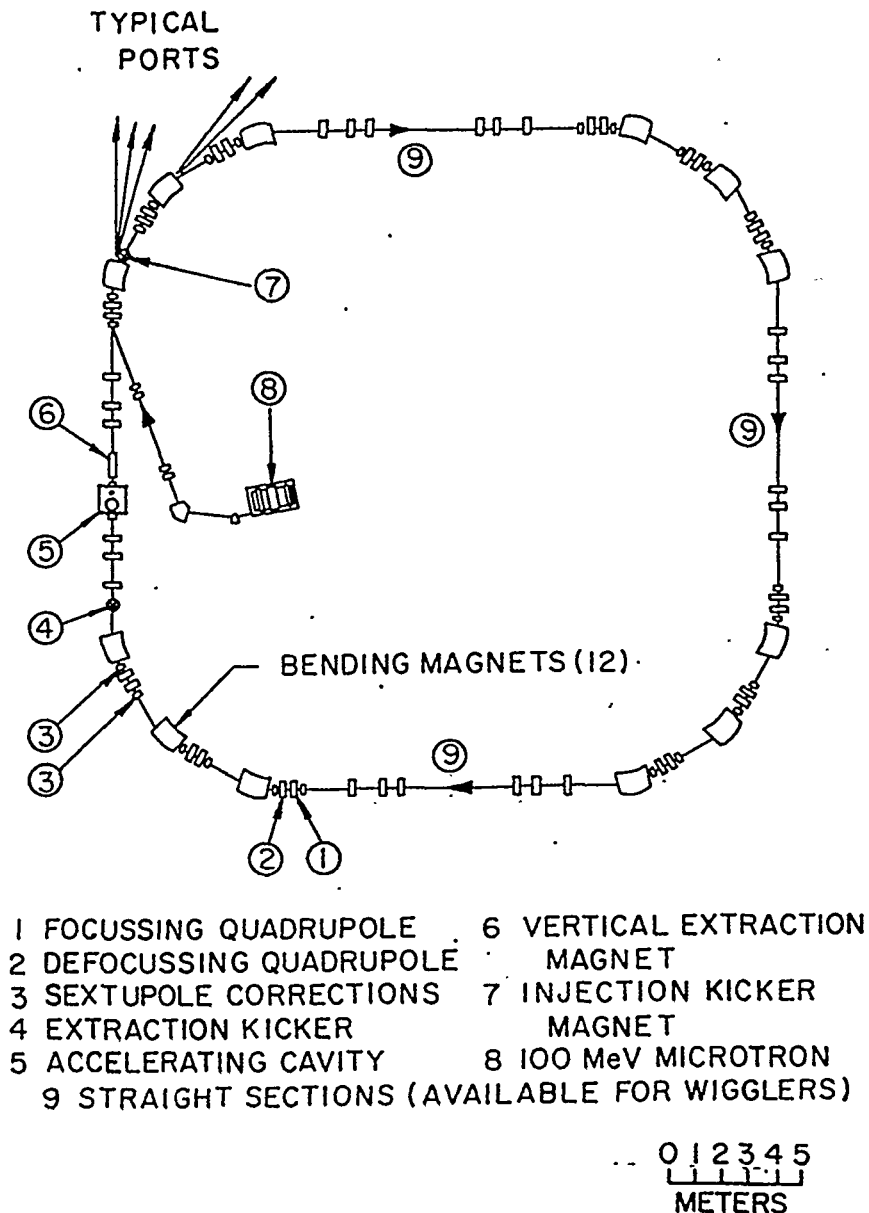 TYPICAL
PORTS
⑨
⑦
⑧
⑥
⑨
⑤
④
BENDING MAGNETS (12)
③
⑨
③
②
①
1 FOCUSSING QUADRUPOLE
2 DEFOCUSSING QUADRUPOLE
3 SEXTUPOLE CORRECTIONS
4 EXTRACTION KICKER
5 ACCELERATING CAVITY
6 VERTICAL EXTRACTION
MAGNET
7 INJECTION KICKER
MAGNET
8 100 MeV MICROTRON
9 STRAIGHT SECTIONS (AVAILABLE FOR WIGGLERS)
0 1 2 3 4 5
METERS